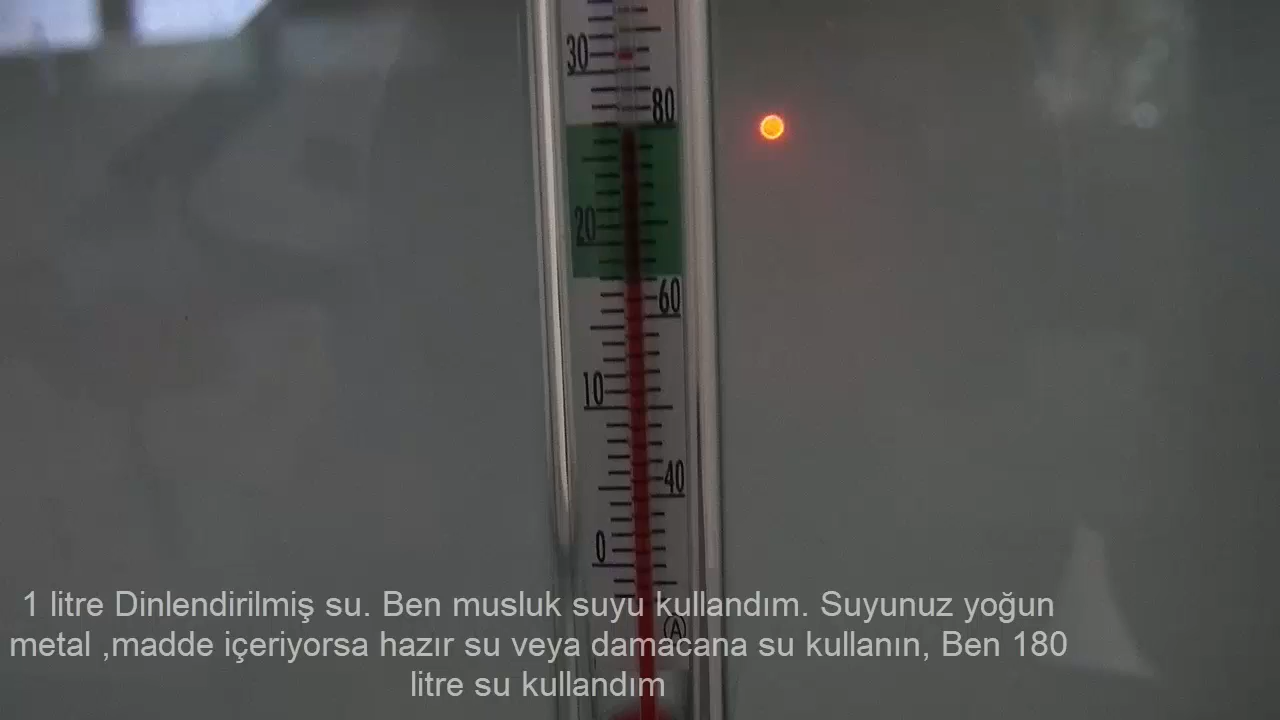 30
80
20
60
10
40
0
A
1 litre Dinlendirilmiş su. Ben musluk suyu kullandım. Suyunuz yoğun
metal ,madde içeriyorsa hazır su veya damacana su kullanın, Ben 180
litre su kullandım